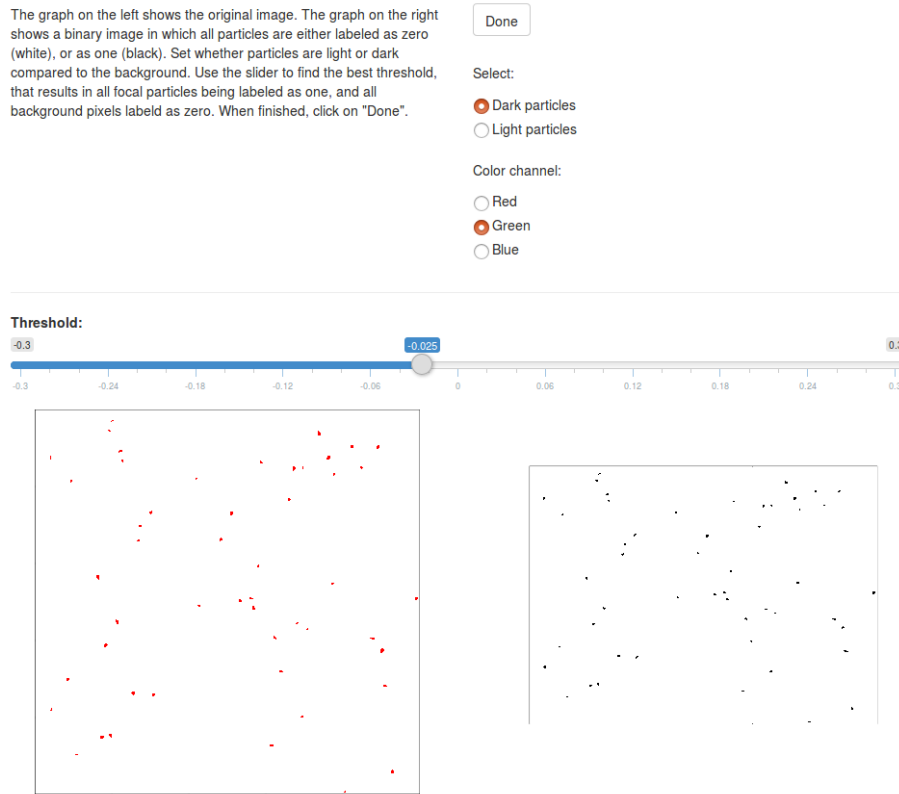 The graph on the left shows the original image. The graph on the right
shows a binary image in which all particles are either labeled as zero
(white), or as one (black). Set whether particles are light or dark
compared to the background. Use the slider to find the best threshold,
that results in all focal particles being labeled as one, and all
background pixels labeld as zero. When finished, click on "Done".
Done
Select:
Dark particles
Light particles
Color channel:
Red
Green
Blue
Threshold:
-0.3 -0.025 0.3
-0.3 -0.24 -0.18 -0.12 -0.06 0 0.06 0.12 0.18 0.24 0.3